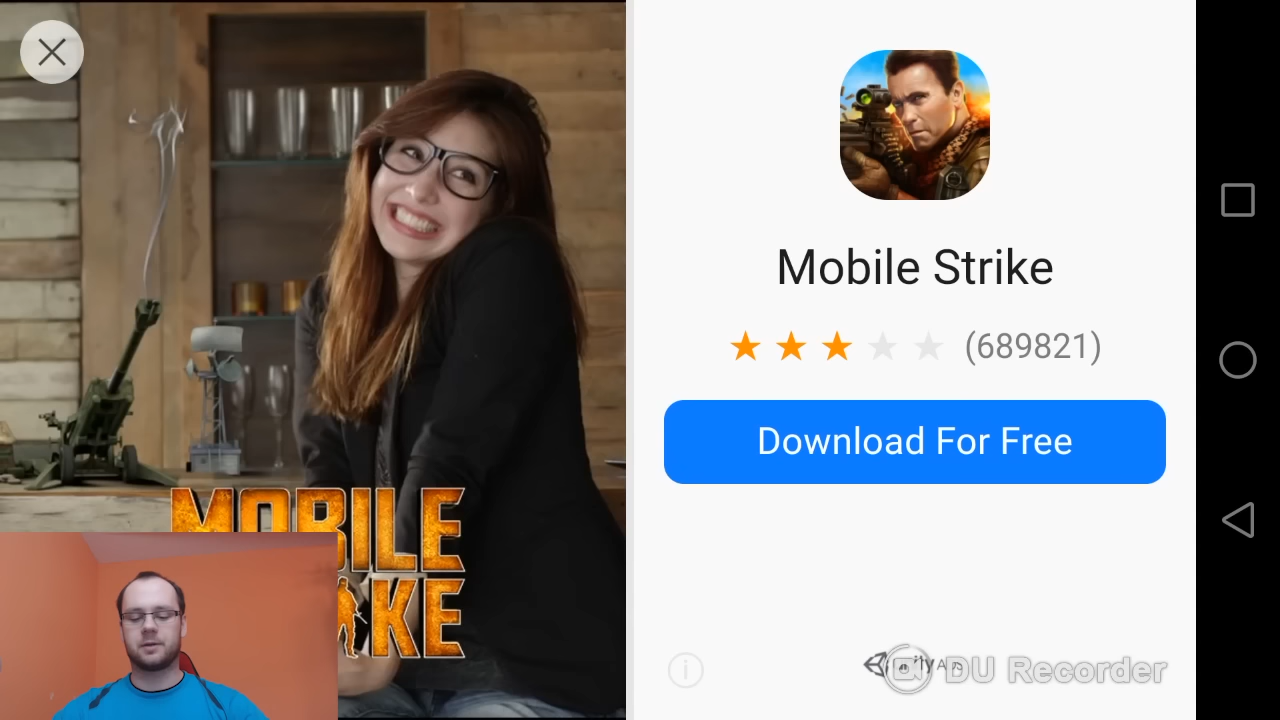 MOBILE
KE
Mobile Strike
(689821)
Download For Free
DU Recorder